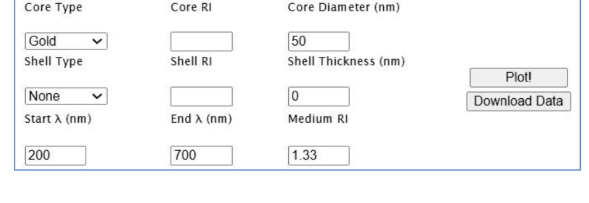 Core Type Core RI Core Diameter (nm)
Gold 50
Shell Type Shell RI Shell Thickness (nm)
Plot!
None 0
Download Data
Start λ (nm) End λ (nm) Medium RI
200 700 1.33